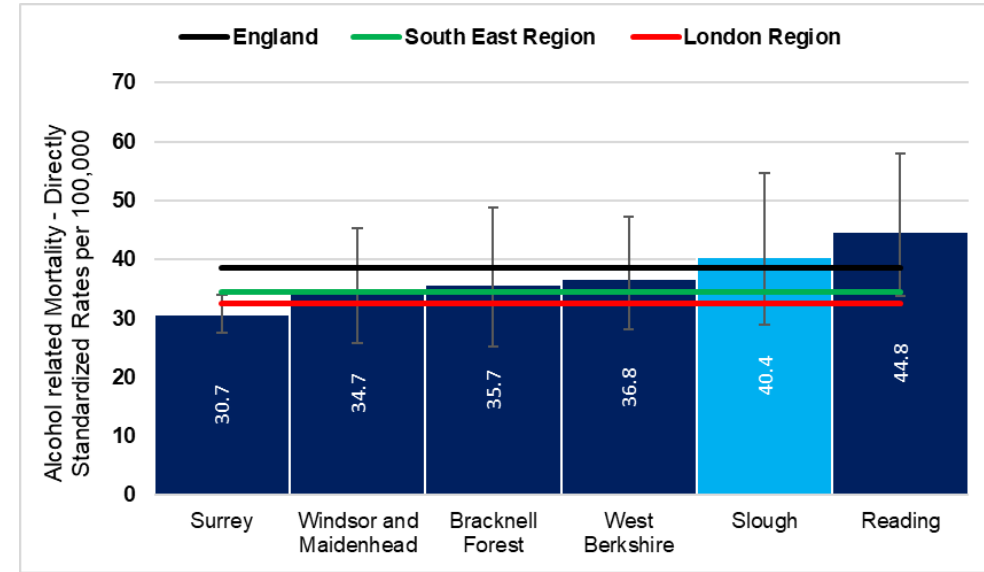 England South East Region London Region
Alcohol related Mortality - Directly
Standardized Rates per 100,000
70
60
50
40
30
20
10
0
30.7
34.7
35.7
36.8
40.4
44.8
Surrey
Windsor and
Maidenhead
Bracknell
Forest
West
Berkshire
Slough
Reading